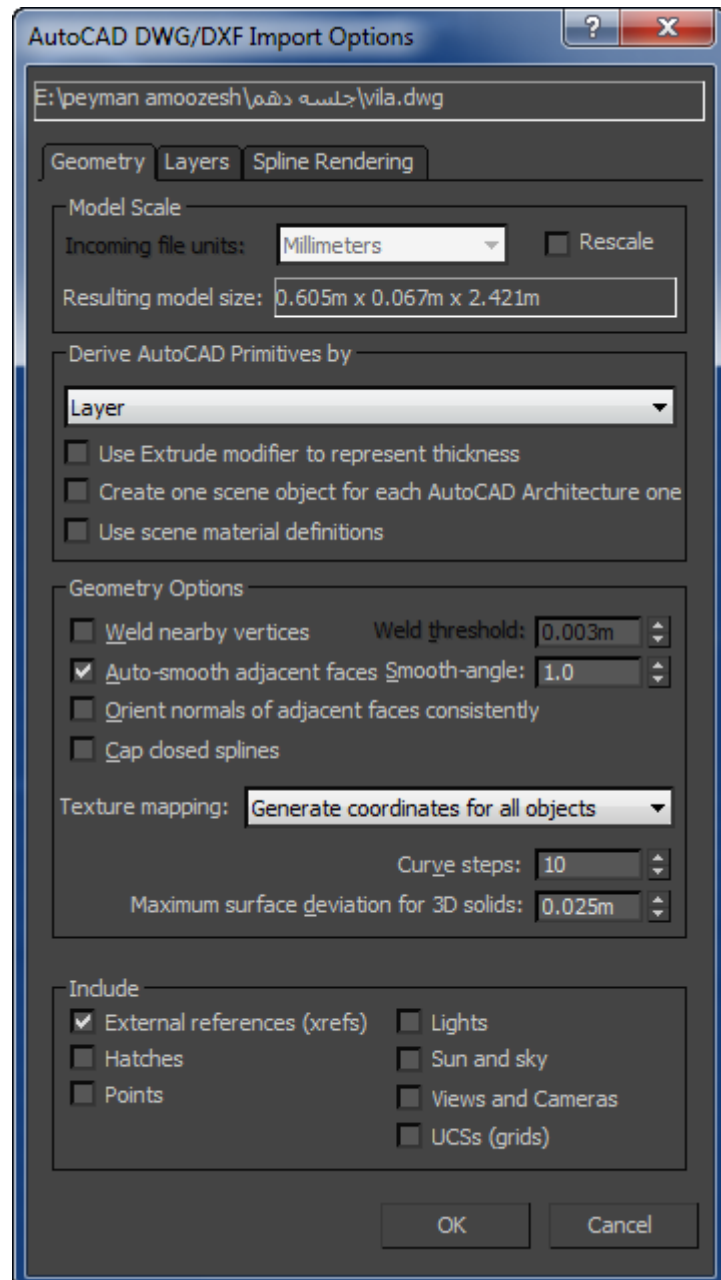 AutoCAD DWG/DXF Import Options
E:\peyman amoozesh\جلسه دهم\vila.dwg
Geometry Layers Spline Rendering
Model Scale
Incoming file units: Millimeters Rescale
Resulting model size: 0.605m x 0.067m x 2.421m
Derive AutoCAD Primitives by
Layer
Use Extrude modifier to represent thickness
Create one scene object for each AutoCAD Architecture one
Use scene material definitions
Geometry Options
Weld nearby vertices Weld threshold: 0.003m
Auto-smooth adjacent faces Smooth-angle: 1.0
Orient normals of adjacent faces consistently
Cap closed splines
Texture mapping: Generate coordinates for all objects
Curve steps: 10
Maximum surface deviation for 3D solids: 0.025m
Include
External references (xrefs) Lights
Hatches Sun and sky
Points Views and Cameras
UCSs (grids)
OK Cancel